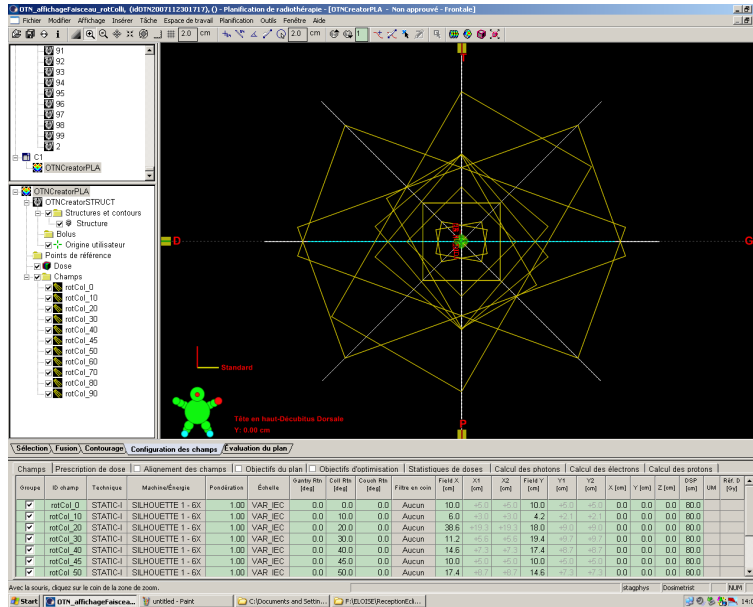 OTN_affichageFaisceau_rotColli, (idOTN2007112301717), () - Planification de radiothérapie - [OTNCreatorPLA - Non approuvé - Frontale]
Fichier Modifier Affichage Insérer Tâche Espace de travail Planification Outils Fenêtre Aide
2.0 cm 2.0 cm 1
91
92
93
94
95
96
97
98
99
2
C1
OTNCreatorPLA
OTNCreatorPLA
OTNCreatorSTRUCT
Structures et contours
Structure
Bolus
Origine utilisateur
Points de référence
Dose
Champs
rotCol_0
rotCol_10
rotCol_20
rotCol_30
rotCol_40
rotCol_45
rotCol_50
rotCol_60
rotCol_70
rotCol_80
rotCol_90
T
D
G
Standard
Tête en haut-Décubitus Dorsale
Y: 0.00 cm
P
Sélection Fusion Contourage Configuration des champs Évaluation du plan
Champs Prescription de dose Alignement des champs Objectifs du plan Objectifs d'optimisation Statistiques de doses Calcul des photons Calcul des électrons Calcul des protons
Groupe ID champ Technique Machine/Énergie Pondération Échelle Gantry Rtn [deg] Coll Rtn [deg] Couch Rtn [deg] Filtre en coin Field X [cm] X1 [cm] X2 [cm] Field Y [cm] Y1 [cm] Y2 [cm] X [cm] Y [cm] Z [cm] DSP [cm] UM Réf. D [Gy]
rotCol_0 STATIC-I SILHOUETTE 1 - 6X 1.00 VAR_IEC 0.0 0.0 0.0 Aucun 10.0 +5.0 +5.0 10.0 +5.0 +5.0 0.0 0.0 0.0 80.0
rotCol_10 STATIC-I SILHOUETTE 1 - 6X 1.00 VAR_IEC 0.0 10.0 0.0 Aucun 6.0 +3.0 +3.0 4.2 +2.1 +2.1 0.0 0.0 0.0 80.0
rotCol_20 STATIC-I SILHOUETTE 1 - 6X 1.00 VAR_IEC 0.0 20.0 0.0 Aucun 38.6 +19.3 +19.3 18.0 +9.0 +9.0 0.0 0.0 0.0 80.0
rotCol_30 STATIC-I SILHOUETTE 1 - 6X 1.00 VAR_IEC 0.0 30.0 0.0 Aucun 11.2 +5.6 +5.6 19.4 +9.7 +9.7 0.0 0.0 0.0 80.0
rotCol_40 STATIC-I SILHOUETTE 1 - 6X 1.00 VAR_IEC 0.0 40.0 0.0 Aucun 14.6 +7.3 +7.3 17.4 +8.7 +8.7 0.0 0.0 0.0 80.0
rotCol_45 STATIC-I SILHOUETTE 1 - 6X 1.00 VAR_IEC 0.0 45.0 0.0 Aucun 10.0 +5.0 +5.0 10.0 +5.0 +5.0 0.0 0.0 0.0 80.0
rotCol_50 STATIC-I SILHOUETTE 1 - 6X 1.00 VAR_IEC 0.0 50.0 0.0 Aucun 17.4 +8.7 +8.7 14.6 0.0 0.0 0.0 80.0
Avec la souris, cliquez sur le coin de la zone de zoom. stagphys Dosimetrist NUM
Start OTN_affichageFaiscea... untitled - Paint C:\Documents and Settin... F:\ELOISE\ReceptionEcli...